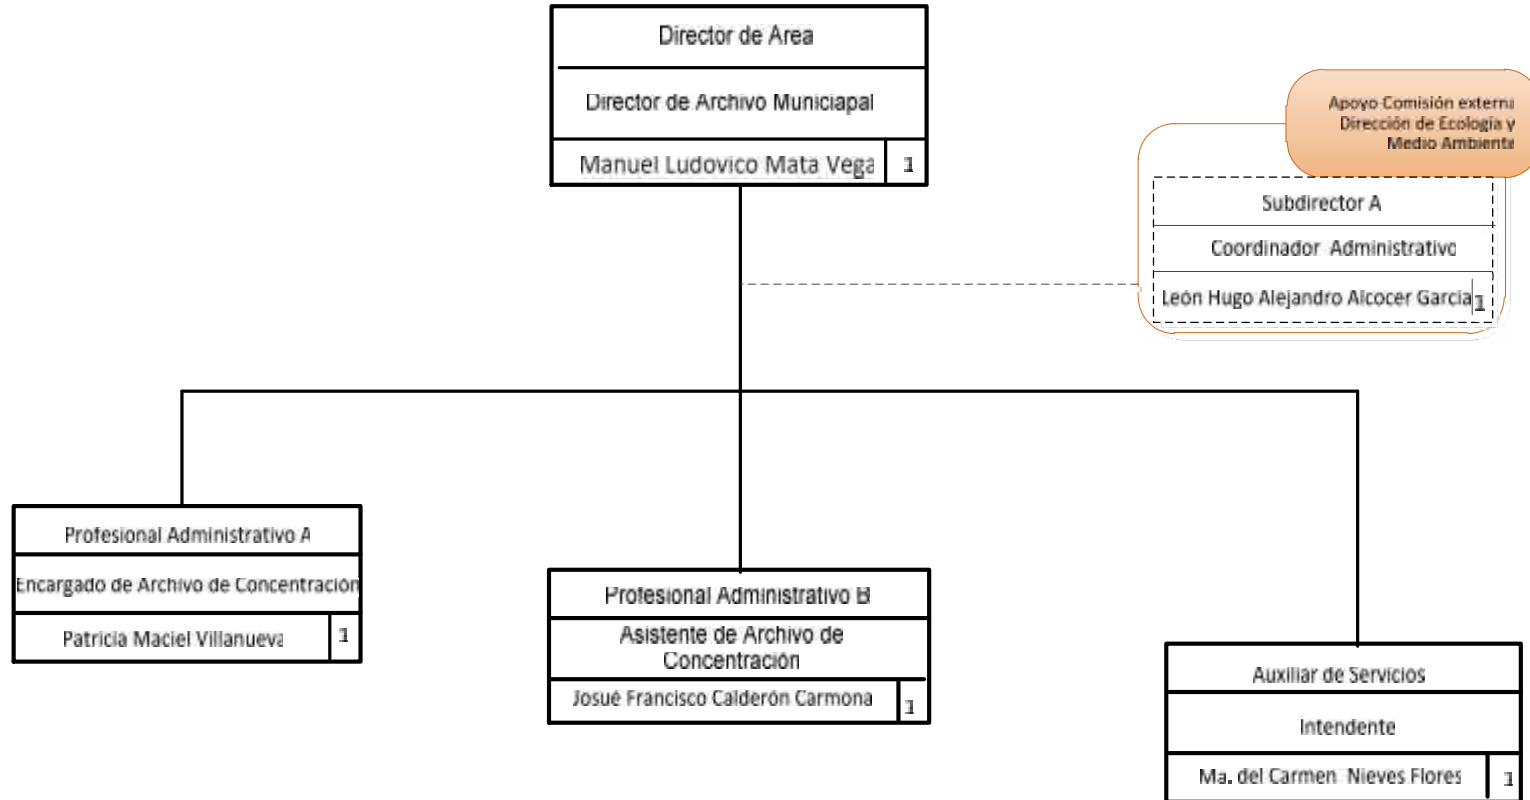 Director de Area
Director de Archivo Municiapal
Manuel Ludovico Mata Vega 1
Apoyo Comisión externa
Dirección de Ecología y
Medio Ambiente
Subdirector A
Coordinador Administrativo
León Hugo Alejandro Alcocer García 1
Profesional Administrativo A
Encargado de Archivo de Concentración
Patricia Maciel Villanueva 1
Profesional Administrativo B
Asistente de Archivo de
Concentración
Josué Francisco Calderón Carmona 1
Auxiliar de Servicios
Intendente
Ma. del Carmen Nieves Flores 1